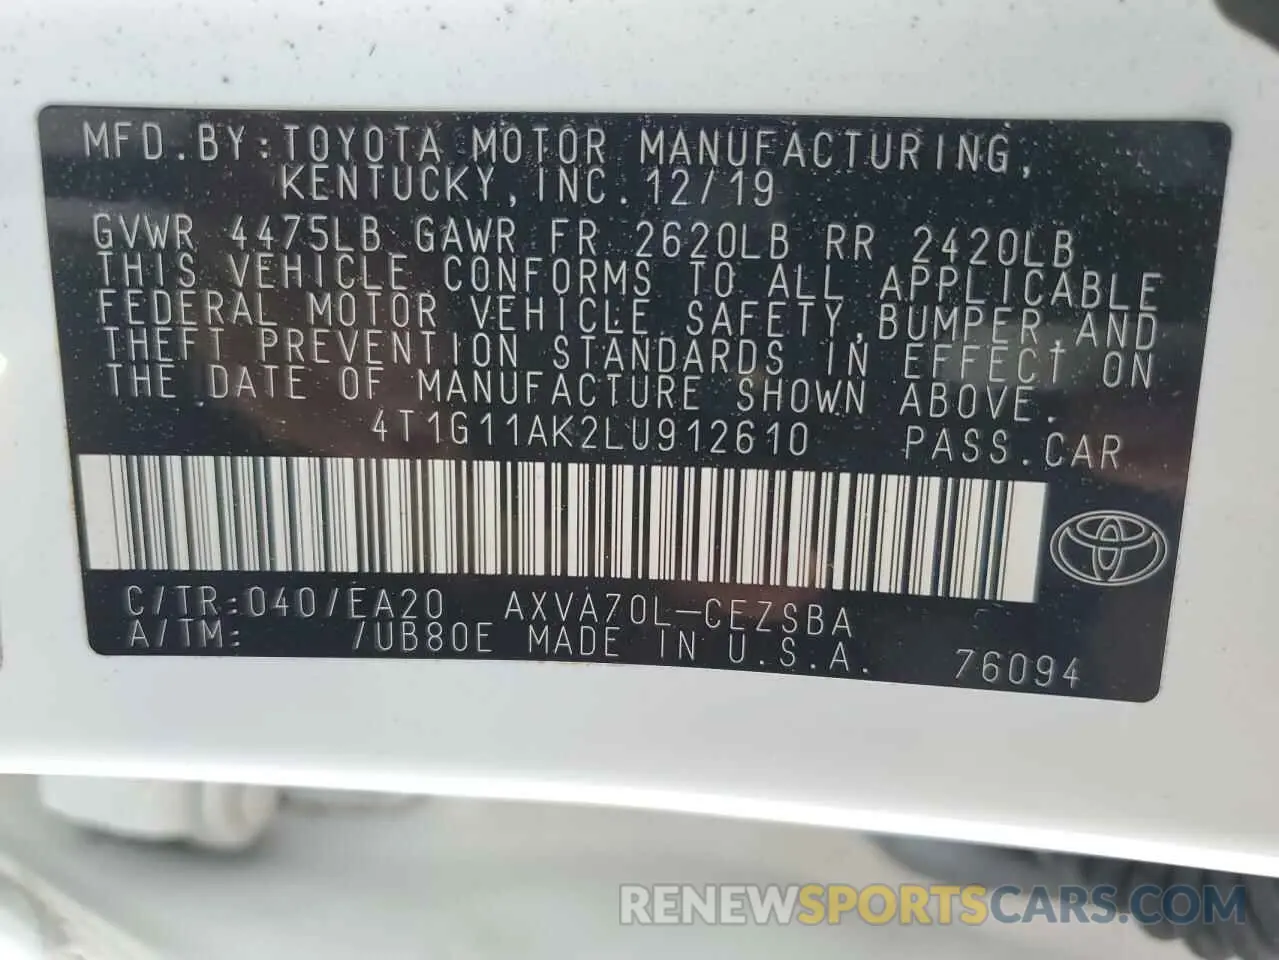 MFD.BY:TOYOTA MOTOR MANUFACTURING,
KENTUCKY,INC.12/19
GVWR 4475LB GAWR FR 2620LB RR 2420LB
THIS VEHICLE CONFORMS TO ALL APPLICABLE
FEDERAL MOTOR VEHICLE SAFETY,BUMPER,AND
THEFT PREVENTION STANDARDS IN EFFECT ON
THE DATE OF MANUFACTURE SHOWN ABOVE.
4T1G11AK2LU912610 PASS.CAR
C/TR:040/EA20 AXVA70L-CEZSBA
A/TM: /UB80E MADE IN U.S.A. 76094
RENEWSPORTSCARS.COM